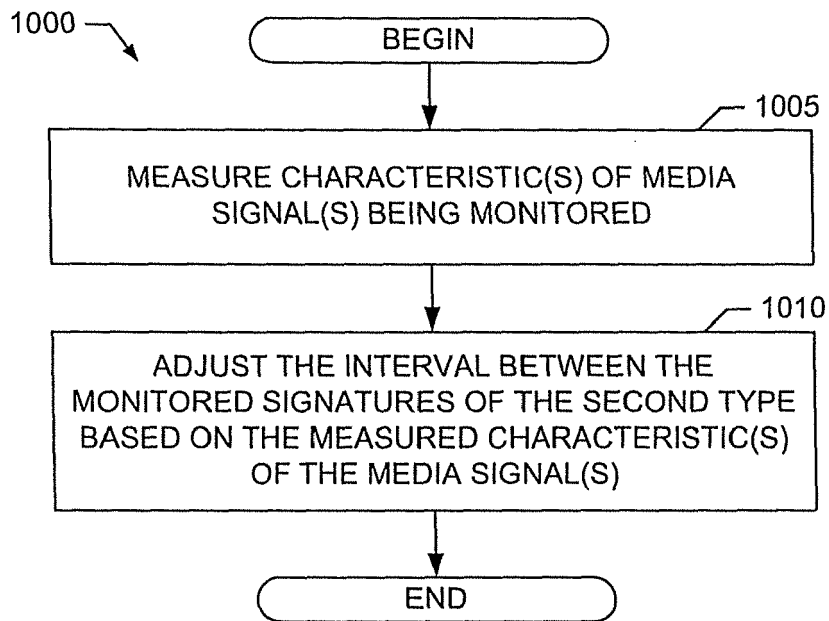 1000
BEGIN
1005
MEASURE CHARACTERISTIC(S) OF MEDIA
SIGNAL(S) BEING MONITORED
1010
ADJUST THE INTERVAL BETWEEN THE
MONITORED SIGNATURES OF THE SECOND TYPE
BASED ON THE MEASURED CHARACTERISTIC(S)
OF THE MEDIA SIGNAL(S)
END